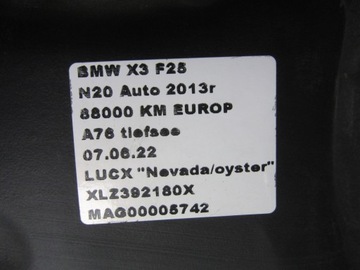 BMW X3 F25
N20 Auto 2013r
88000 KM EUROP
A76 tiefsee
07.06.22
LUCX "Nevada/oyster"
XLZ392180X
MAG00005742